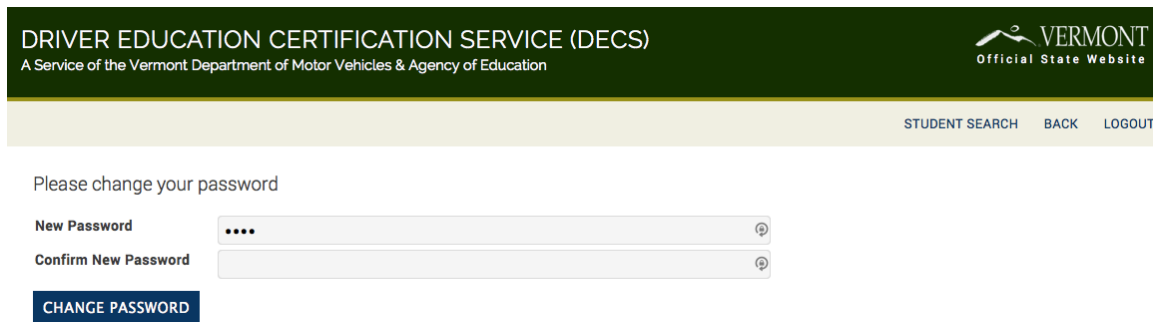 DRIVER EDUCATION CERTIFICATION SERVICE (DECS)
A Service of the Vermont Department of Motor Vehicles & Agency of Education
VERMONT
Official State Website
STUDENT SEARCH BACK LOGOUT
Please change your password
New Password ••••
Confirm New Password
CHANGE PASSWORD